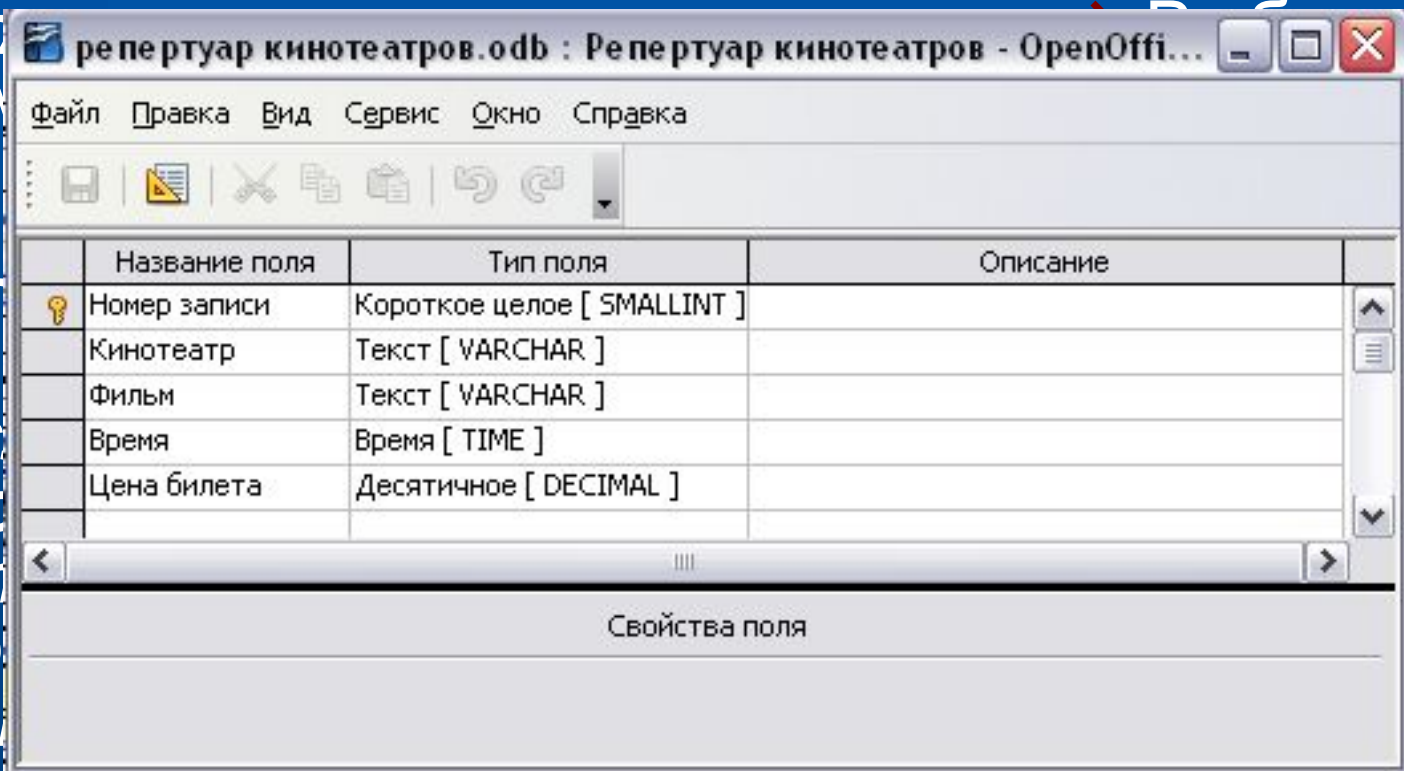 репертуар кинотеатров.odb : Репертуар кинотеатров - OpenOffi...
Файл Правка Вид Сервис Окно Справка
Название поля Тип поля Описание
Номер записи Короткое целое [ SMALLINT ]
Кинотеатр Текст [ VARCHAR ]
Фильм Текст [ VARCHAR ]
Время Время [ TIME ]
Цена билета Десятичное [ DECIMAL ]
Свойства поля